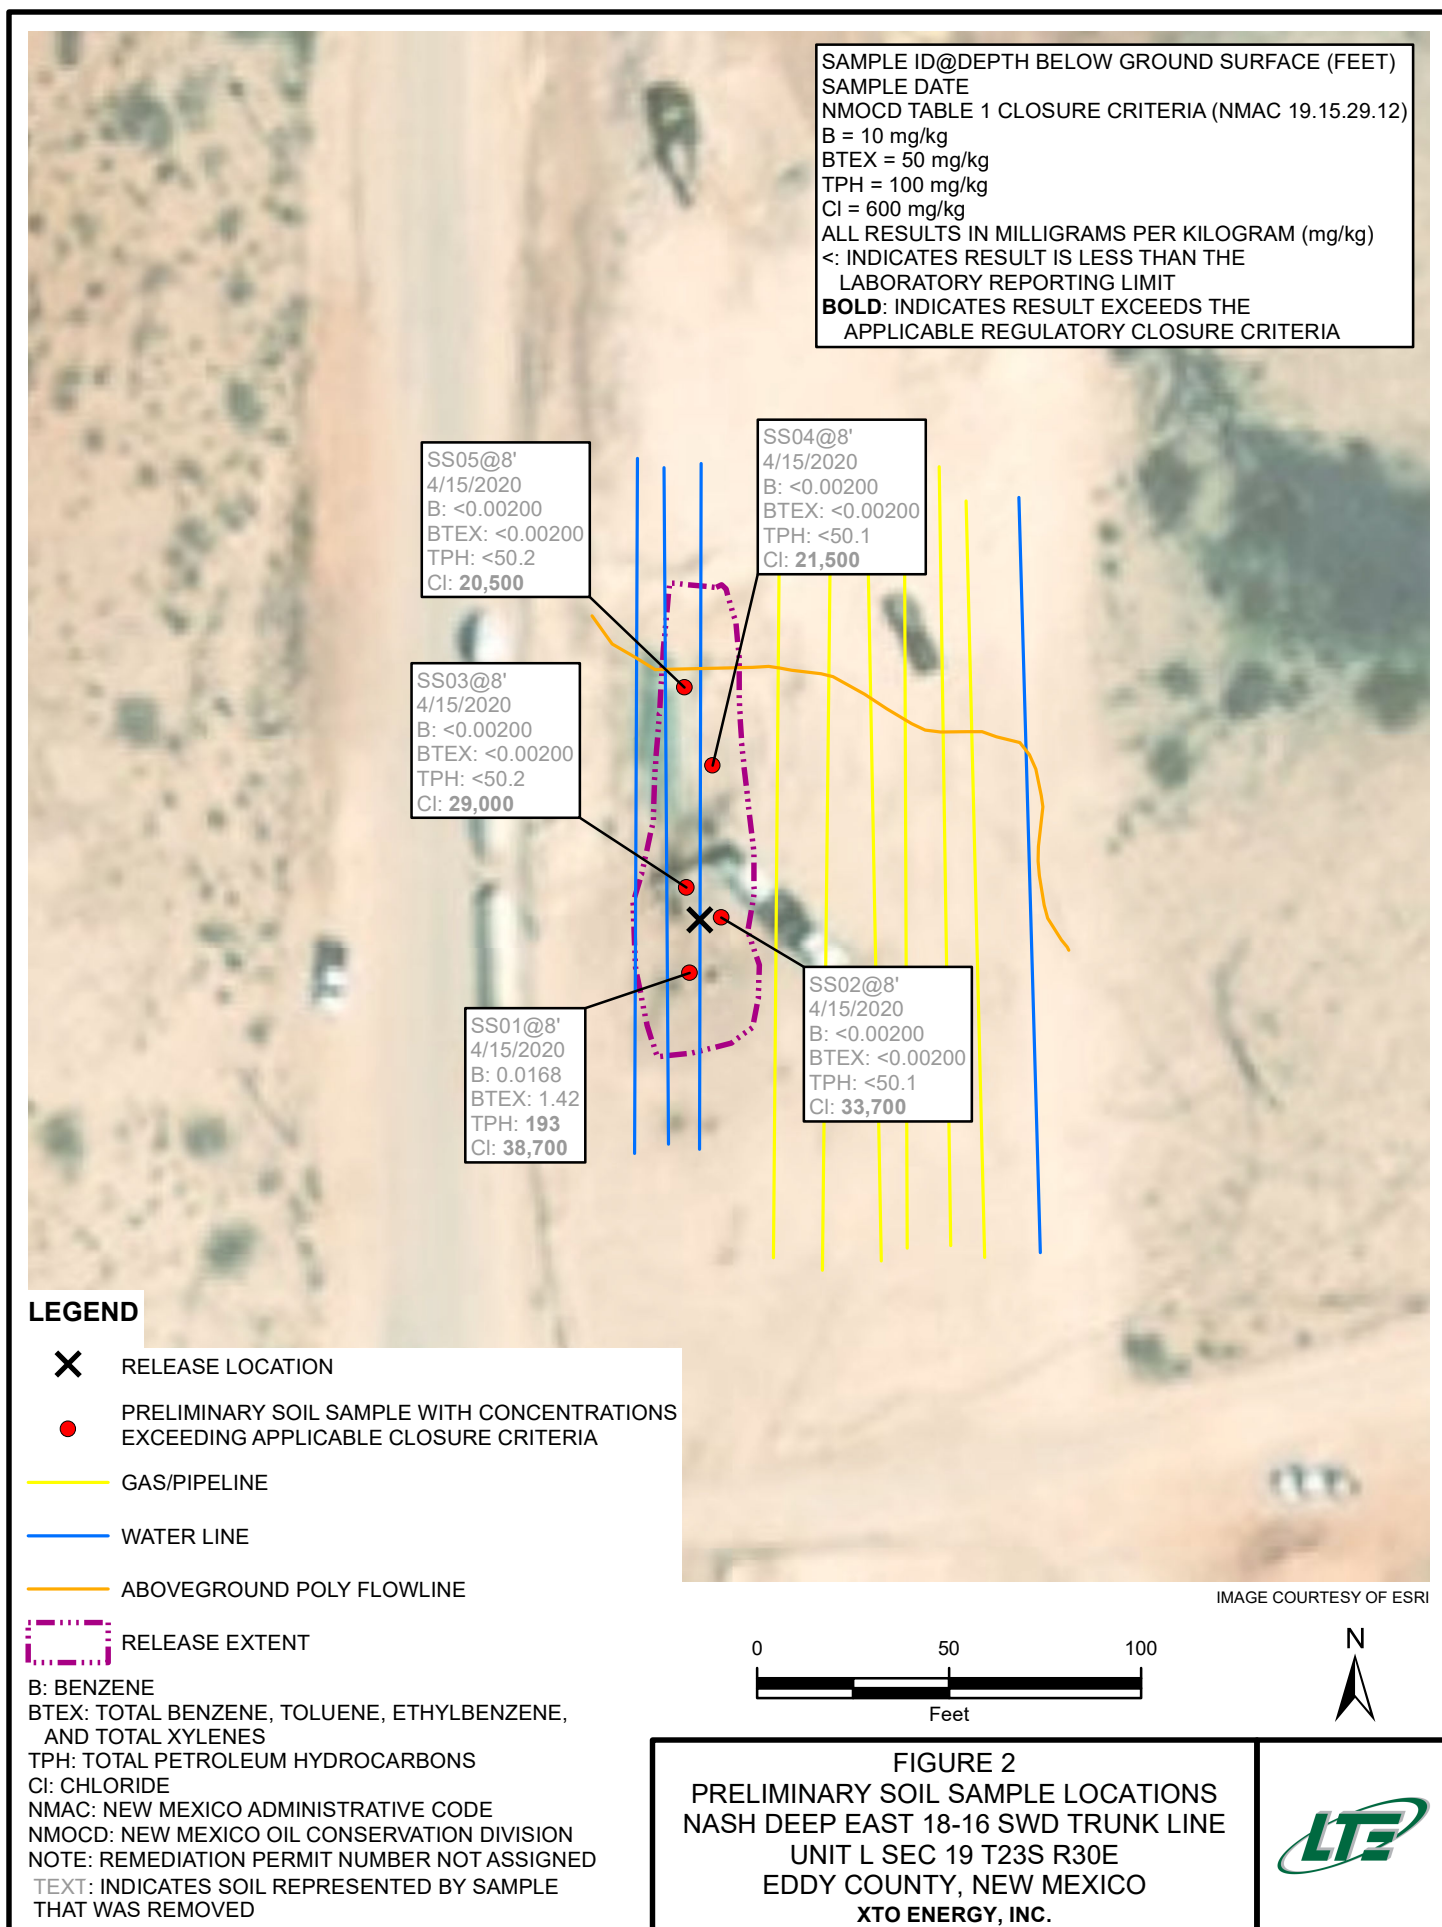 SAMPLE ID@DEPTH BELOW GROUND SURFACE (FEET)
SAMPLE DATE
NMOCD TABLE 1 CLOSURE CRITERIA (NMAC 19.15.29.12)
B = 10 mg/kg
BTEX = 50 mg/kg
TPH = 100 mg/kg
Cl = 600 mg/kg
ALL RESULTS IN MILLIGRAMS PER KILOGRAM (mg/kg)
<: INDICATES RESULT IS LESS THAN THE
LABORATORY REPORTING LIMIT
BOLD: INDICATES RESULT EXCEEDS THE
APPLICABLE REGULATORY CLOSURE CRITERIA
SS04@8'
4/15/2020
B: <0.00200
BTEX: <0.00200
TPH: <50.1
Cl: 21,500
SS05@8'
4/15/2020
B: <0.00200
BTEX: <0.00200
TPH: <50.2
Cl: 20,500
SS03@8'
4/15/2020
B: <0.00200
BTEX: <0.00200
TPH: <50.2
Cl: 29,000
SS02@8'
4/15/2020
B: <0.00200
BTEX: <0.00200
TPH: <50.1
Cl: 33,700
SS01@8'
4/15/2020
B: 0.0168
BTEX: 1.42
TPH: 193
Cl: 38,700
LEGEND
RELEASE LOCATION
PRELIMINARY SOIL SAMPLE WITH CONCENTRATIONS
EXCEEDING APPLICABLE CLOSURE CRITERIA
GAS/PIPELINE
WATER LINE
ABOVEGROUND POLY FLOWLINE
RELEASE EXTENT
B: BENZENE
BTEX: TOTAL BENZENE, TOLUENE, ETHYLBENZENE,
AND TOTAL XYLENES
TPH: TOTAL PETROLEUM HYDROCARBONS
Cl: CHLORIDE
NMAC: NEW MEXICO ADMINISTRATIVE CODE
NMOCD: NEW MEXICO OIL CONSERVATION DIVISION
NOTE: REMEDIATION PERMIT NUMBER NOT ASSIGNED
TEXT: INDICATES SOIL REPRESENTED BY SAMPLE
THAT WAS REMOVED
IMAGE COURTESY OF ESRI
0 50 100
Feet
N
FIGURE 2
PRELIMINARY SOIL SAMPLE LOCATIONS
NASH DEEP EAST 18-16 SWD TRUNK LINE
UNIT L SEC 19 T23S R30E
EDDY COUNTY, NEW MEXICO
XTO ENERGY, INC.
LTE